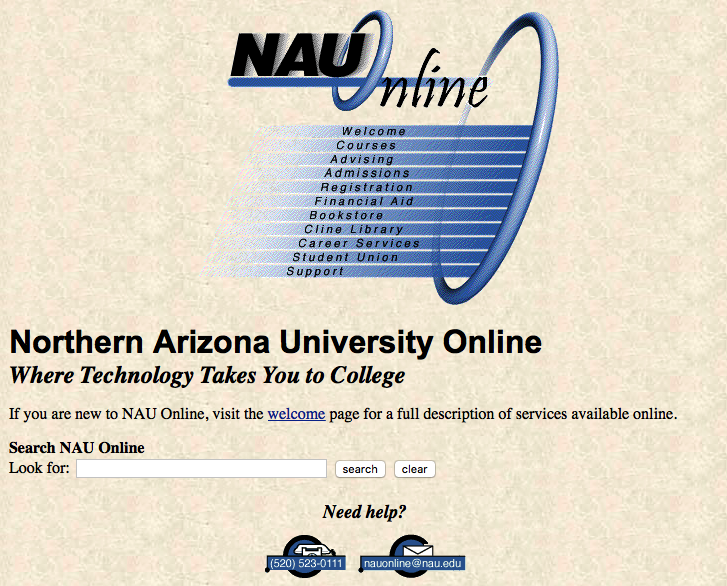 NAU Online
Welcome
Courses
Advising
Admissions
Registration
Financial Aid
Bookstore
Cline Library
Career Services
Student Union
Support
Northern Arizona University Online
Where Technology Takes You to College
If you are new to NAU Online, visit the welcome page for a full description of services available online.
Search NAU Online
Look for: search clear
Need help?
(520) 523-0111 nauonline@nau.edu